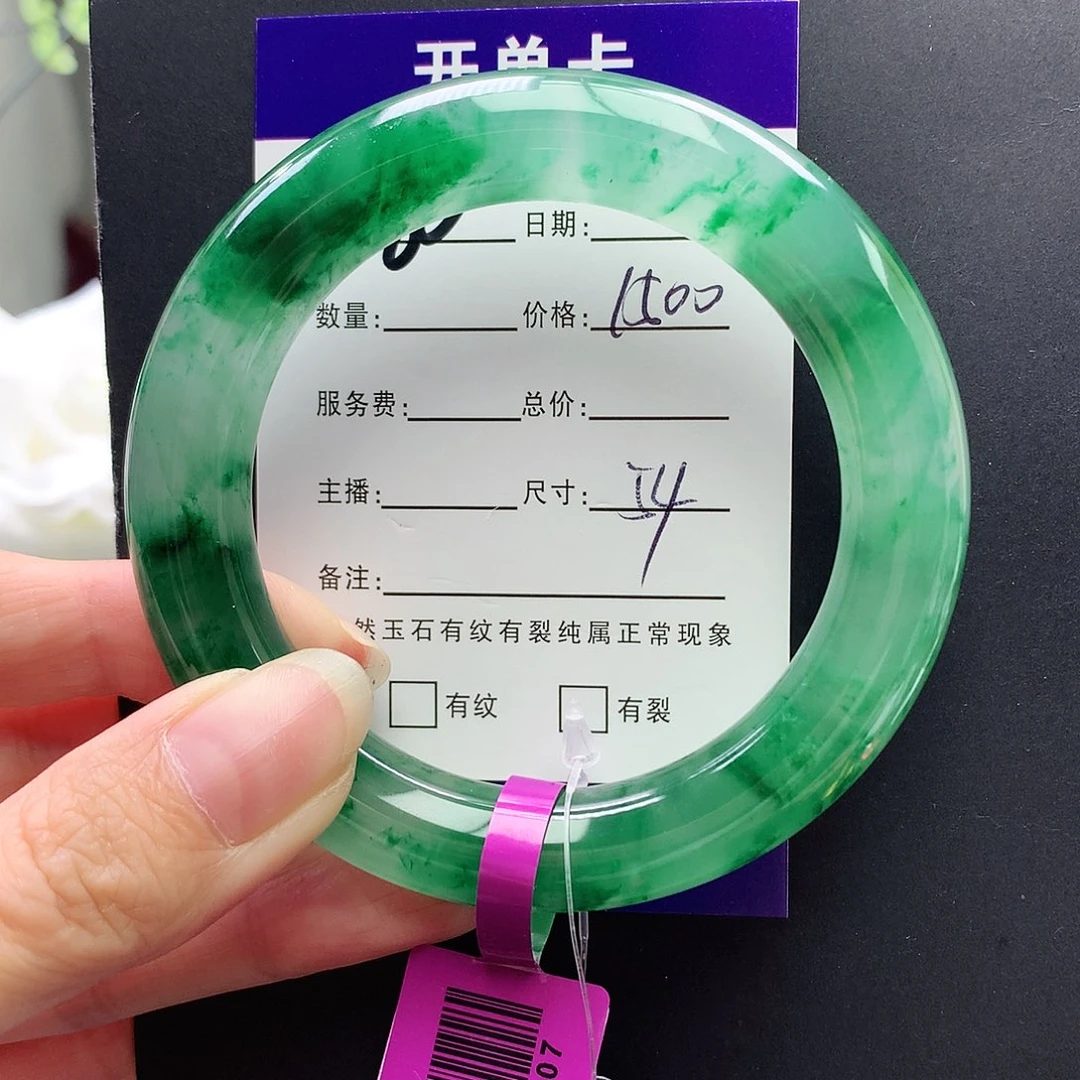 开单卡
日期:
数量: 价格: 1500
服务费: 总价:
主播: 尺寸: 54
备注:
然玉石有纹有裂纯属正常现象
有纹 有裂
07